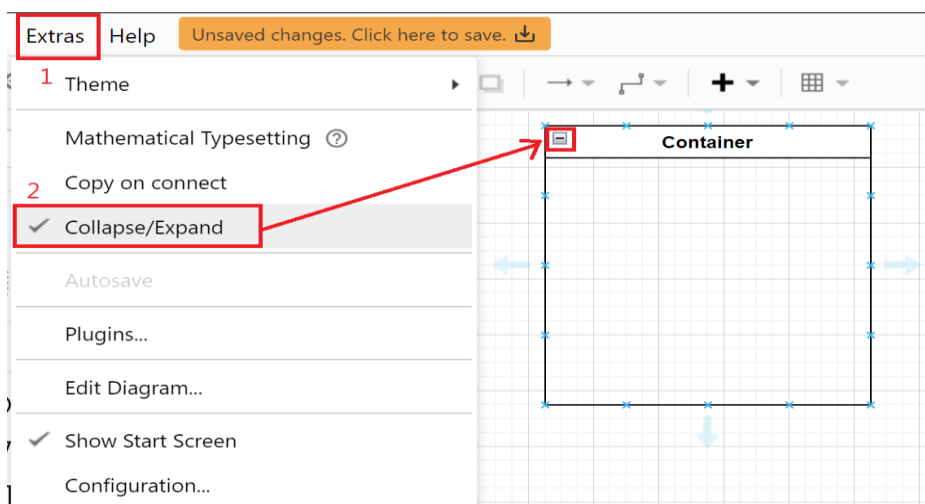 Extras Help Unsaved changes. Click here to save.
1 Theme
Container
Mathematical Typesetting ?
Copy on connect
2
Collapse/Expand
Autosave
Plugins...
Edit Diagram...
Show Start Screen
Configuration...